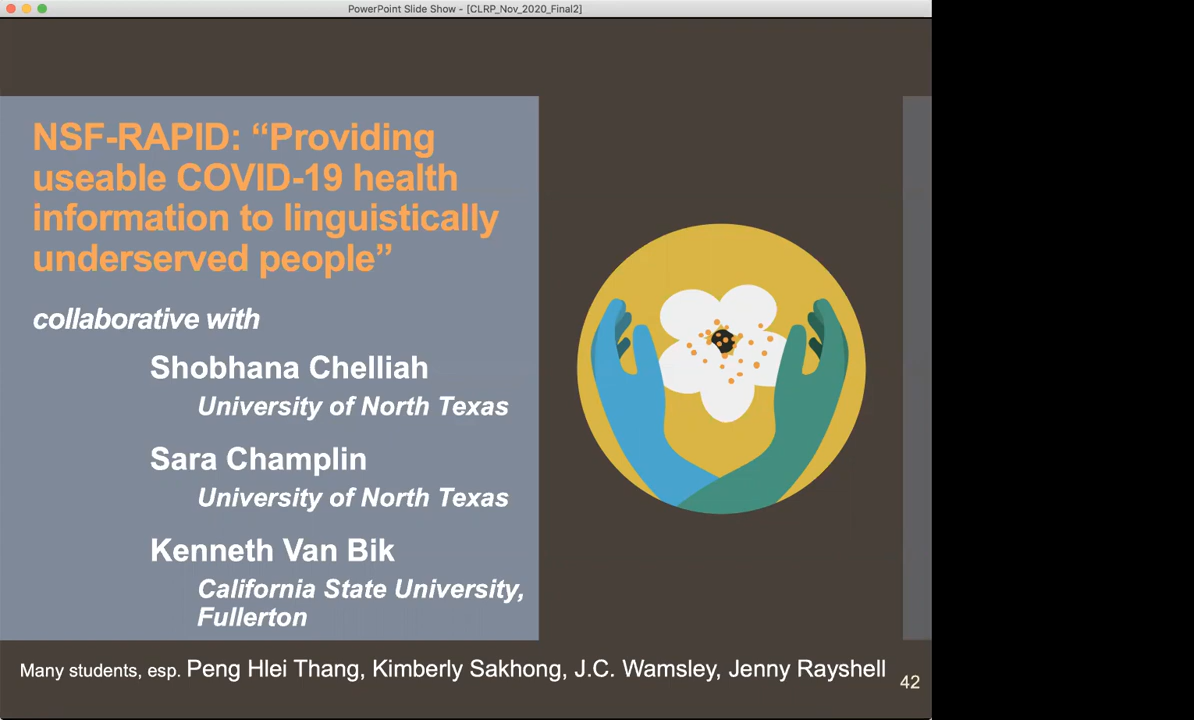 PowerPoint Slide Show - [CLRP_Nov_2020_Final2]
NSF-RAPID: “Providing
useable COVID-19 health
information to linguistically
underserved people”
collaborative with
Shobhana Chelliah
University of North Texas
Sara Champlin
University of North Texas
Kenneth Van Bik
California State University,
Fullerton
Many students, esp. Peng Hlei Thang, Kimberly Sakhong, J.C. Wamsley, Jenny Rayshell
42